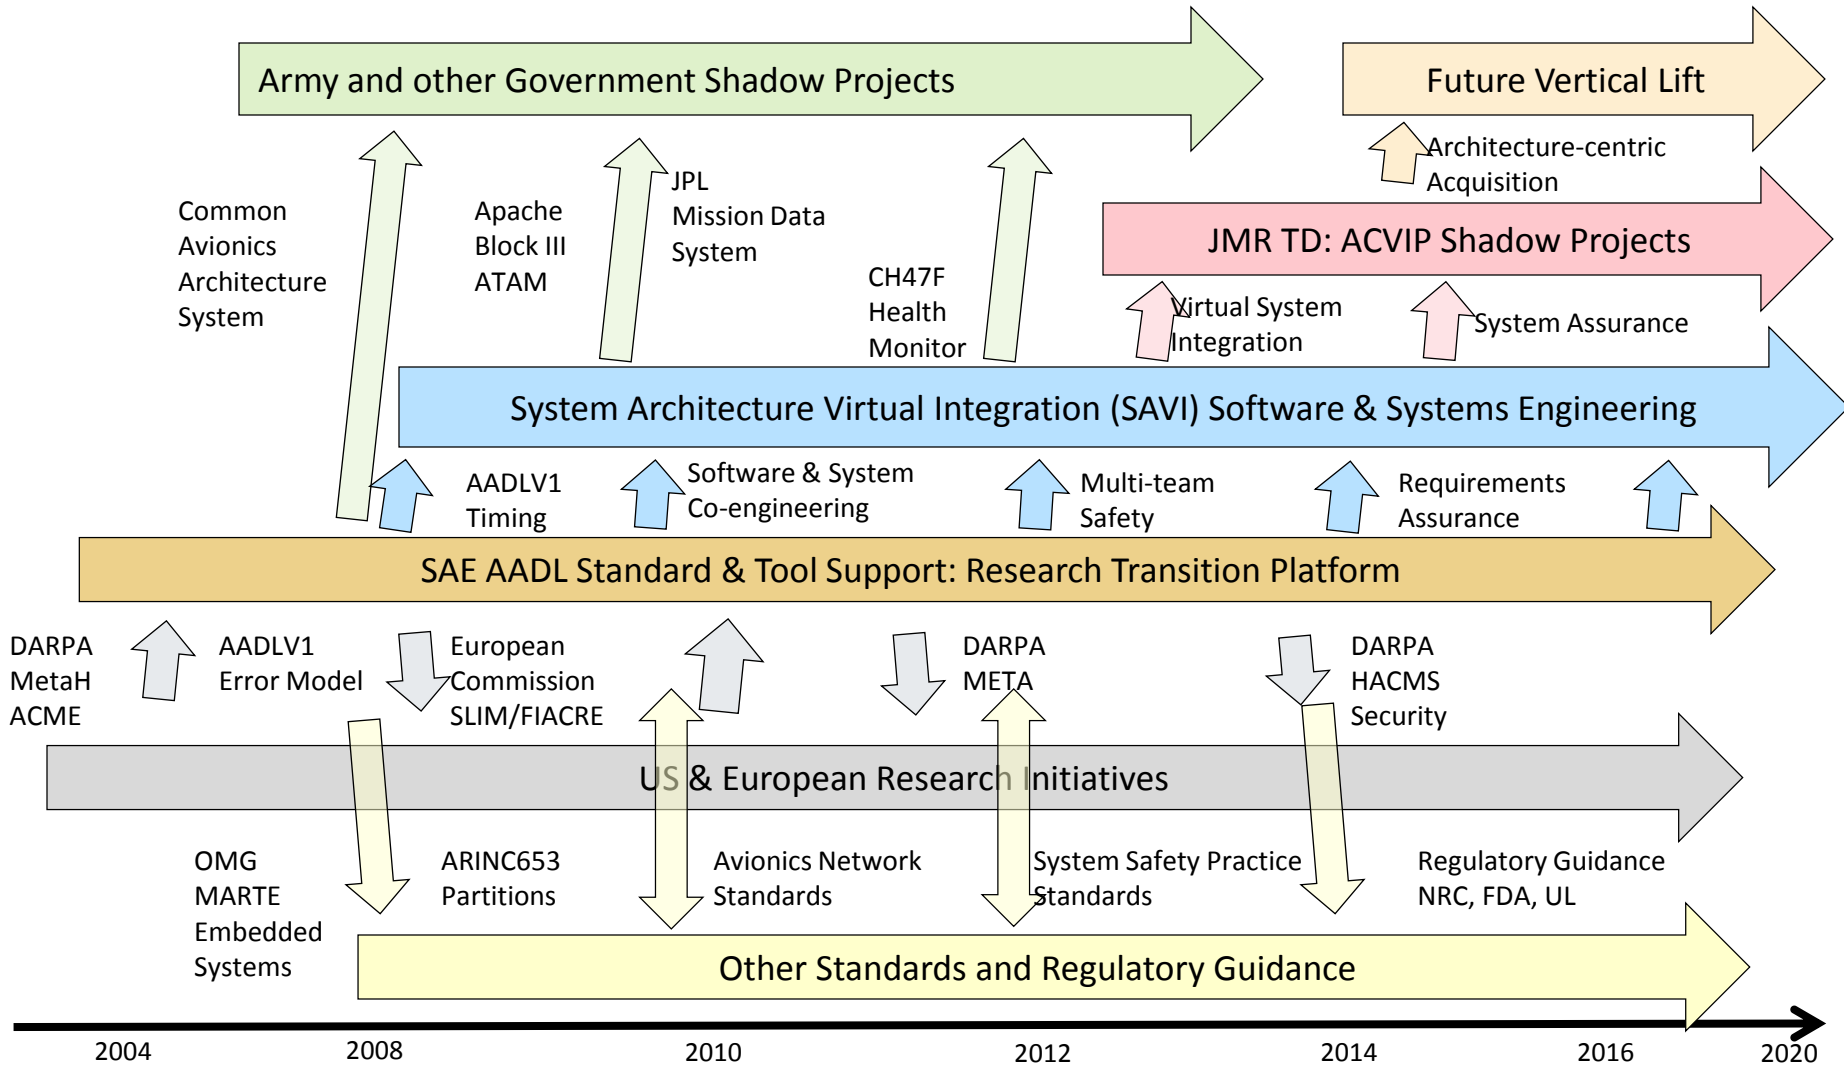 Army and other Government Shadow Projects
Future Vertical Lift
Architecture-centric
Acquisition
Common
Avionics
Architecture
System
Apache
Block III
ATAM
JPL
Mission Data
System
CH47F
Health
Monitor
JMR TD: ACVIP Shadow Projects
Virtual System
Integration
System Assurance
System Architecture Virtual Integration (SAVI) Software & Systems Engineering
AADLV1
Timing
Software & System
Co-engineering
Multi-team
Safety
Requirements
Assurance
SAE AADL Standard & Tool Support: Research Transition Platform
DARPA
MetaH
ACME
AADLV1
Error Model
European
Commission
SLIM/FIACRE
DARPA
META
DARPA
HACMS
Security
US & European Research Initiatives
OMG
MARTE
Embedded
Systems
ARINC653
Partitions
Avionics Network
Standards
System Safety Practice
Standards
Regulatory Guidance
NRC, FDA, UL
Other Standards and Regulatory Guidance
2004
2008
2010
2012
2014
2016
2020